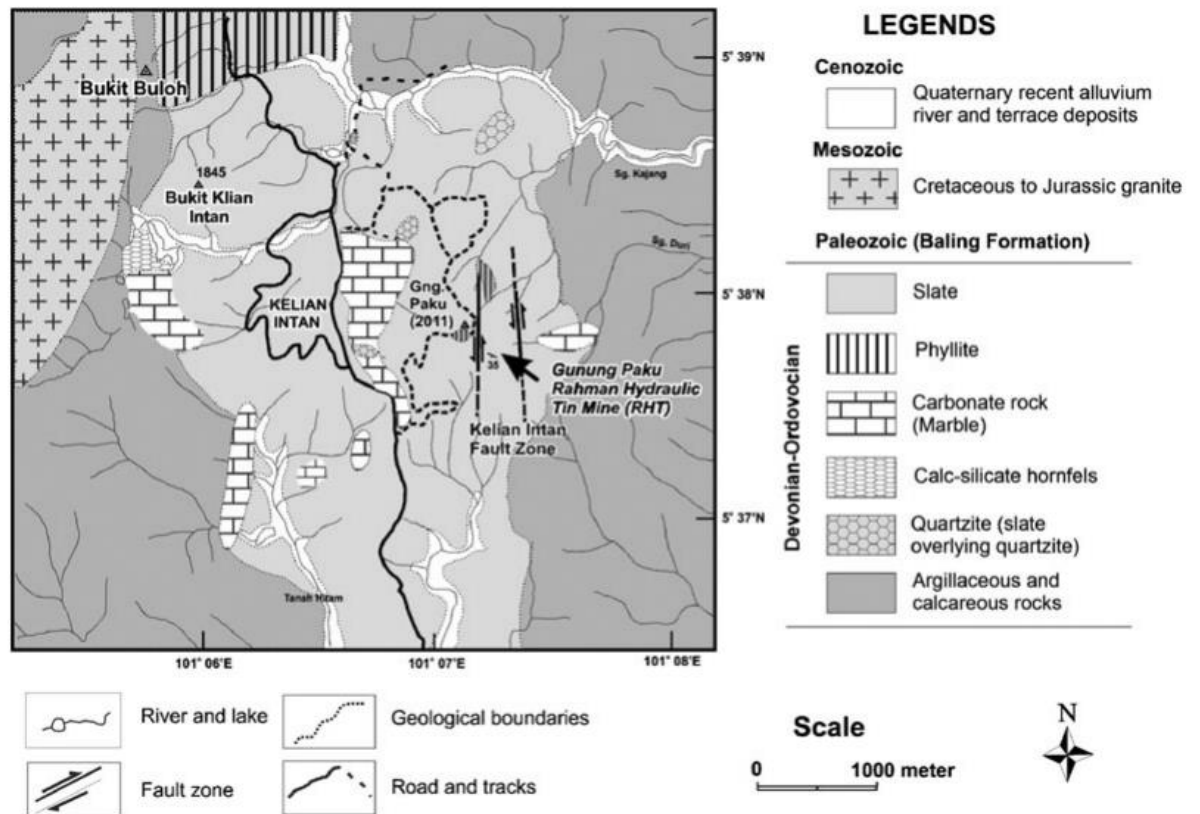 Bukit Buloh
1845
Bukit Klian
Intan
KELIAN
INTAN
Gng.
Paku
(2011)
35
Gunung Paku
Rahman Hydraulic
Tin Mine (RHT)
Kelian Intan
Fault Zone
Sg. Kajang
Sg. Duri
Tanah Hitam
5° 39'N
5° 38'N
5° 37'N
101° 06'E
101° 07'E
101° 08'E
LEGENDS
Cenozoic
Quaternary recent alluvium
river and terrace deposits
Mesozoic
Cretaceous to Jurassic granite
Paleozoic (Baling Formation)
Devonian-Ordovocian
Slate
Phyllite
Carbonate rock
(Marble)
Calc-silicate hornfels
Quartzite (slate
overlying quartzite)
Argillaceous and
calcareous rocks
River and lake
Geological boundaries
Fault zone
Road and tracks
Scale
0 1000 meter
N